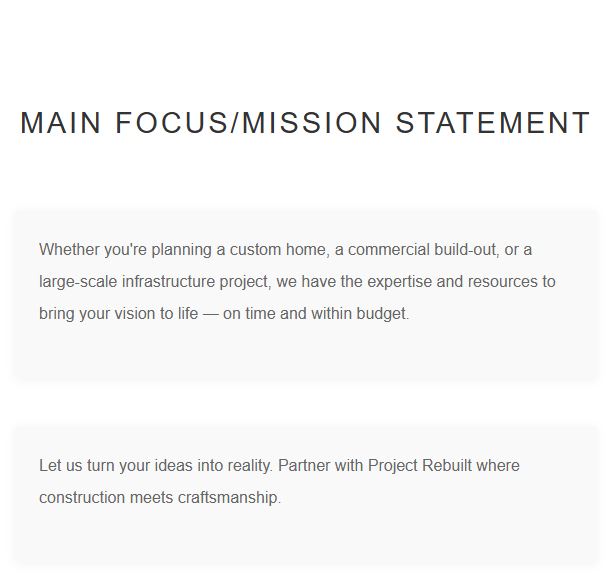 MAIN FOCUS/MISSION STATEMENT
Whether you're planning a custom home, a commercial build-out, or a
large-scale infrastructure project, we have the expertise and resources to
bring your vision to life — on time and within budget.
Let us turn your ideas into reality. Partner with Project Rebuilt where
construction meets craftsmanship.